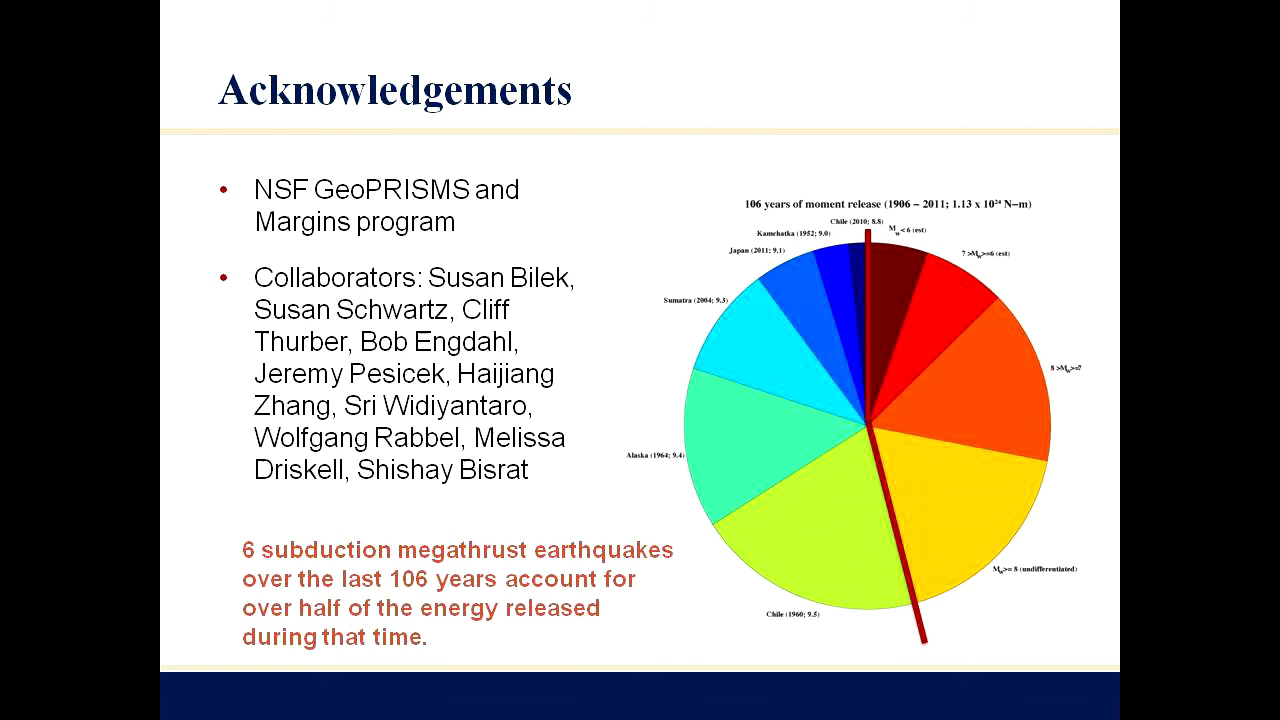 Acknowledgements
• NSF GeoPRISMS and
Margins program
• Collaborators: Susan Bilek,
Susan Schwartz, Cliff
Thurber, Bob Engdahl,
Jeremy Pesicek, Haijiang
Zhang, Sri Widiyantaro,
Wolfgang Rabbel, Melissa
Driskell, Shishay Bisrat
6 subduction megathrust earthquakes
over the last 106 years account for
over half of the energy released
during that time.
106 years of moment release (1906 − 2011; 1.13 x 10²⁴ N−m)
Chile (2010; 8.8)
Mw< 6 (est)
Kamchatka (1952; 9.0)
Japan (2011; 9.1)
7 >Mw>=6 (est)
Sumatra (2004; 9.3)
8 >Mw>=7
Alaska (1964; 9.4)
Mw>= 8 (undifferentiated)
Chile (1960; 9.5)